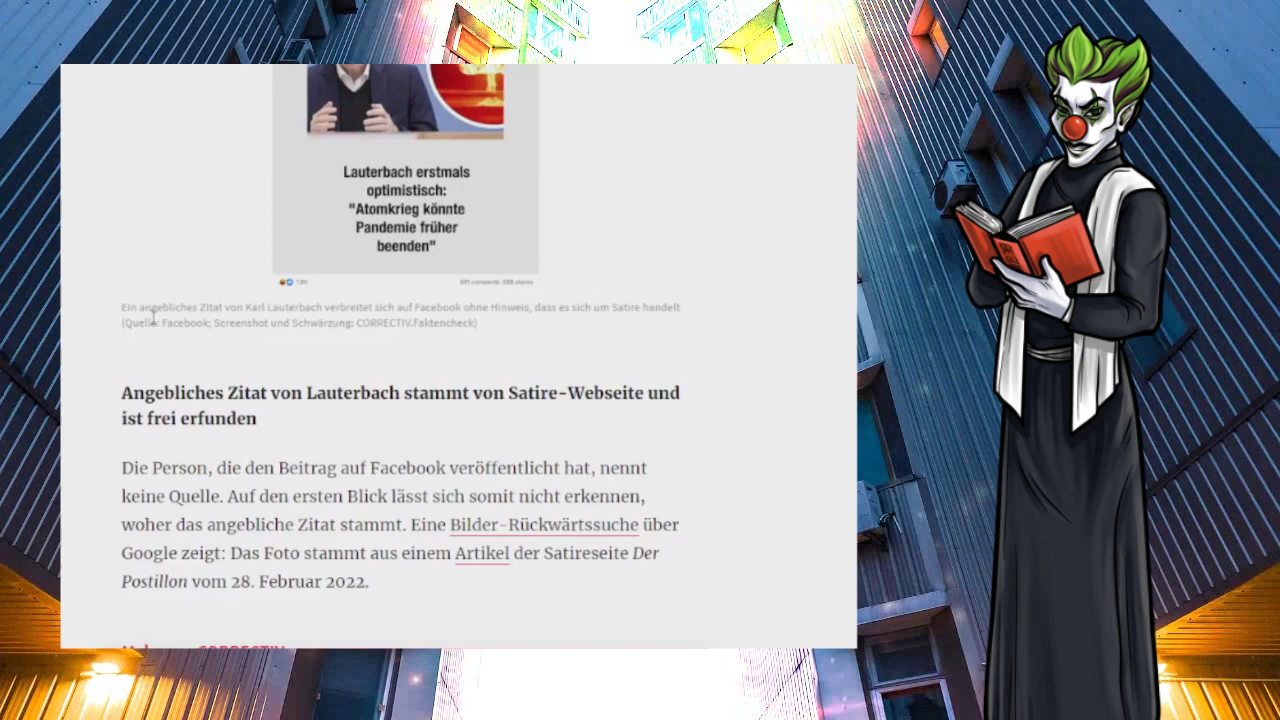 Lauterbach erstmals
optimistisch:
"Atomkrieg könnte
Pandemie früher
beenden"
Ein angebliches Zitat von Karl Lauterbach verbreitet sich auf Facebook ohne Hinweis, dass es sich um Satire handelt
(Quelle: Facebook; Screenshot und Schwärzung: CORRECTIV.Faktencheck)
Angebliches Zitat von Lauterbach stammt von Satire-Webseite und
ist frei erfunden
Die Person, die den Beitrag auf Facebook veröffentlicht hat, nennt
keine Quelle. Auf den ersten Blick lässt sich somit nicht erkennen,
woher das angebliche Zitat stammt. Eine Bilder-Rückwärtssuche über
Google zeigt: Das Foto stammt aus einem Artikel der Satireseite Der
Postillon vom 28. Februar 2022.